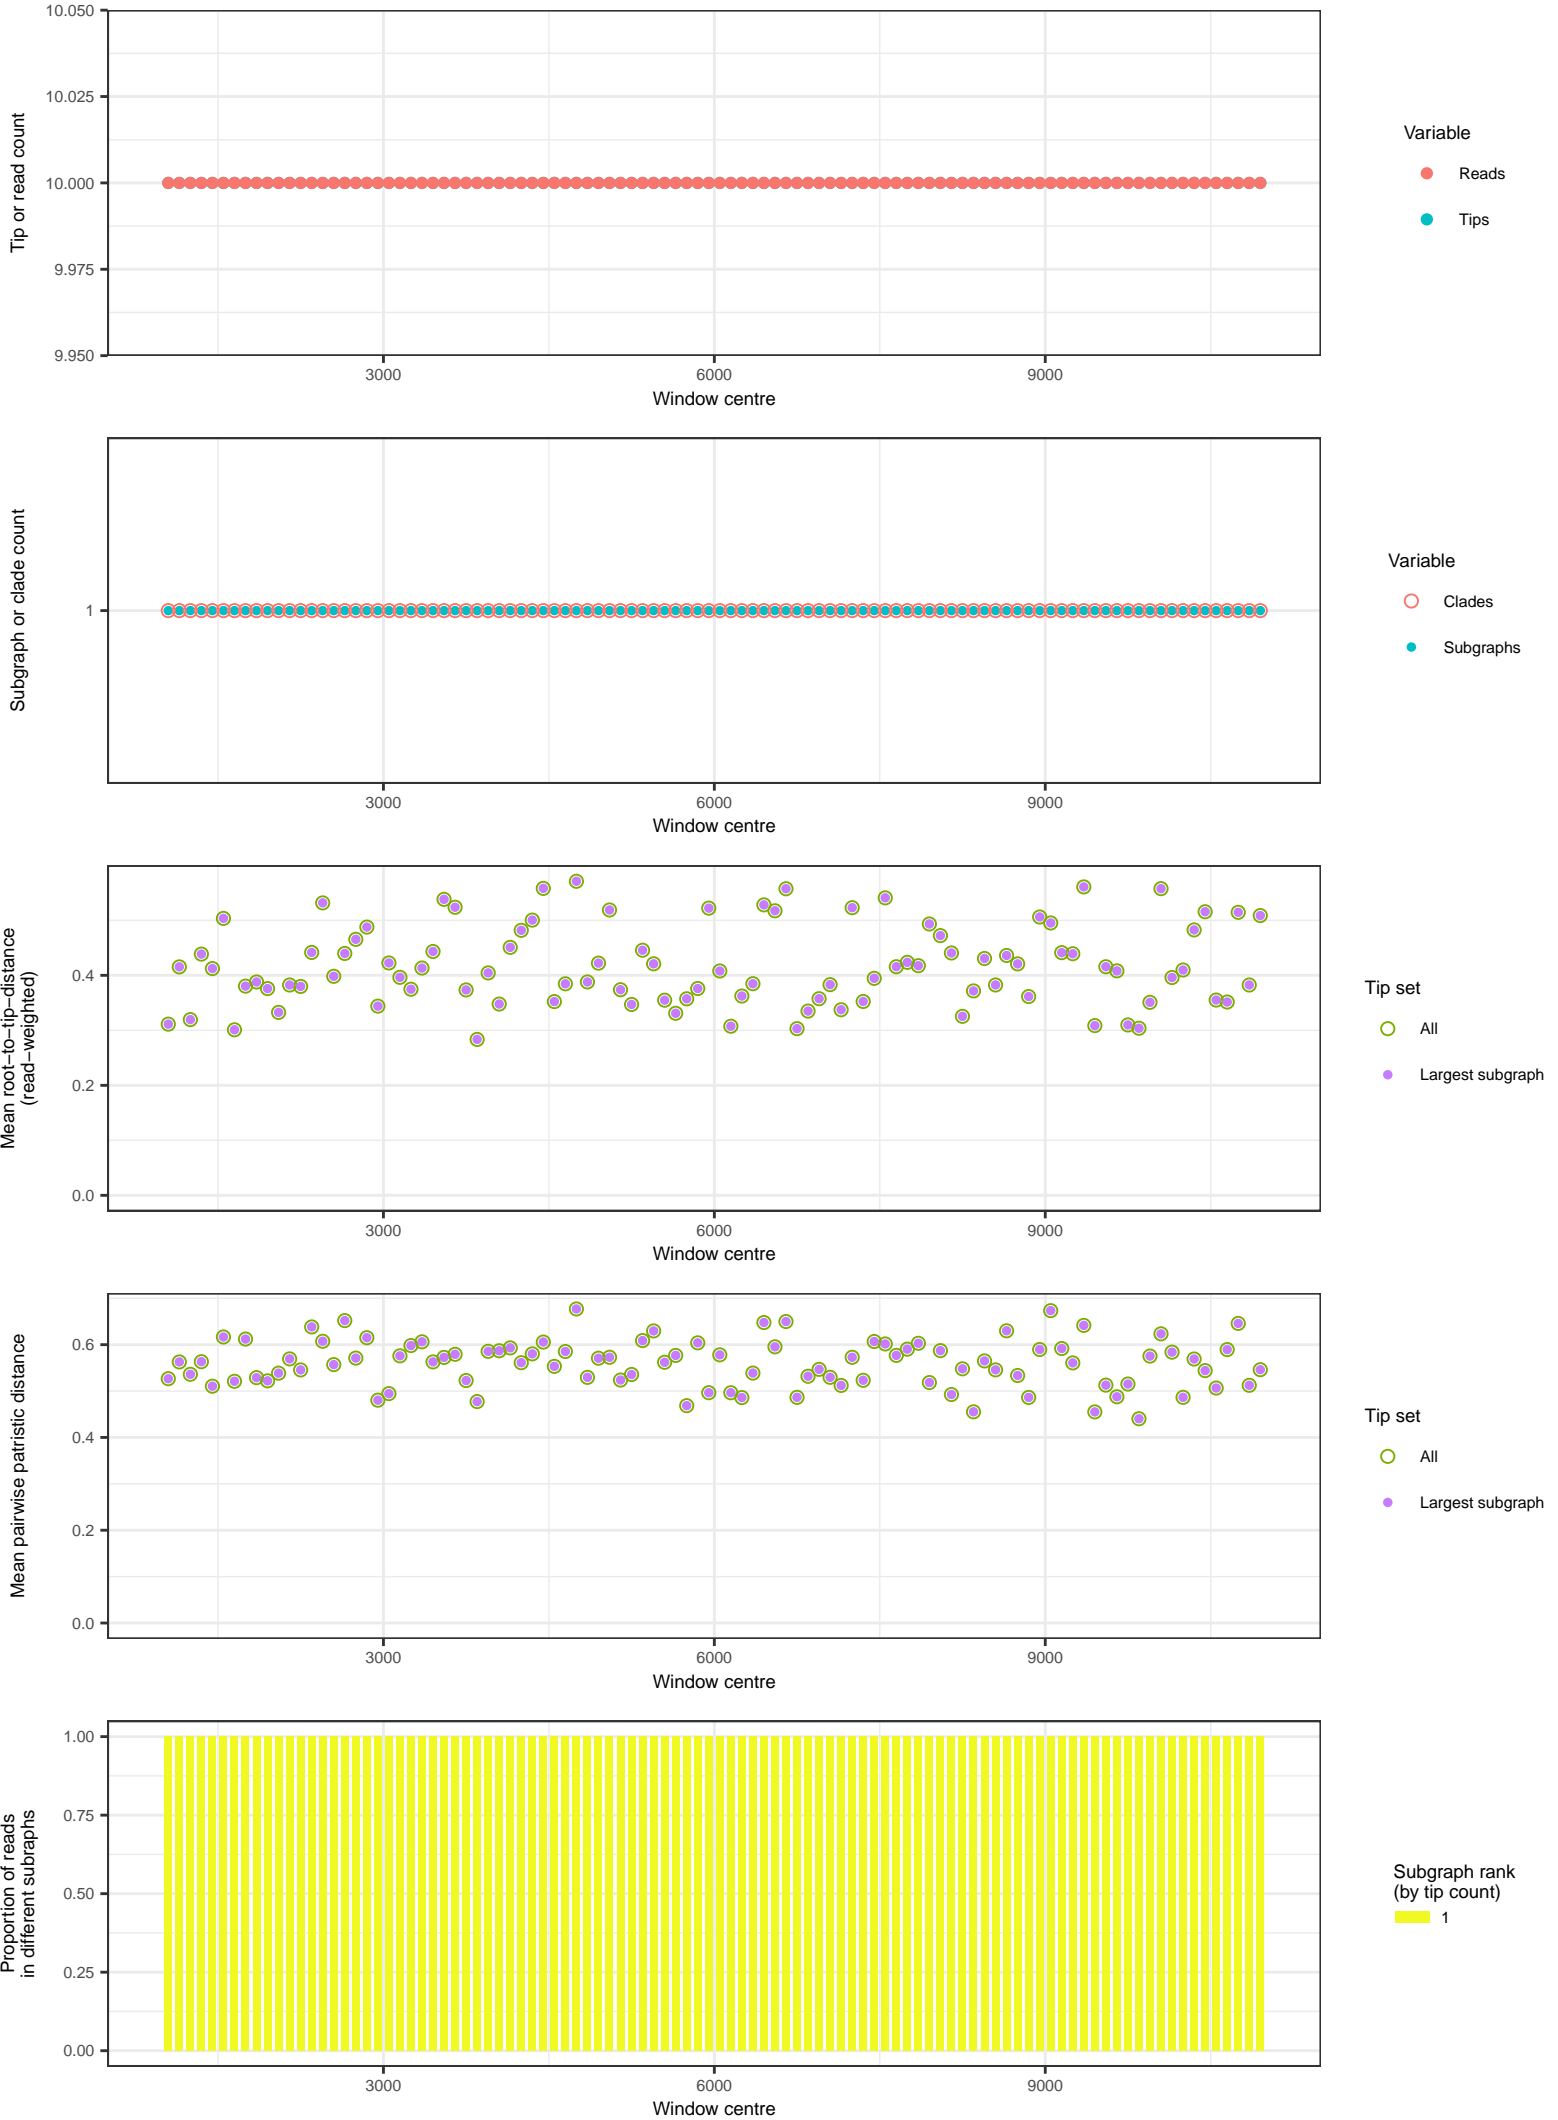 10.050
10.025
10.000
9.975
9.950
Tip or read count
3000
6000
9000
Window centre
Variable
Reads
Tips
1
Subgraph or clade count
3000
6000
9000
Window centre
Variable
Clades
Subgraphs
0.4
0.2
0.0
Mean root−to−tip−distance
(read−weighted)
3000
6000
9000
Window centre
Tip set
All
Largest subgraph
0.6
0.4
0.2
0.0
Mean pairwise patristic distance
3000
6000
9000
Window centre
Tip set
All
Largest subgraph
1.00
0.75
0.50
0.25
0.00
Proportion of reads
in different subraphs
3000
6000
9000
Window centre
Subgraph rank
(by tip count)
1